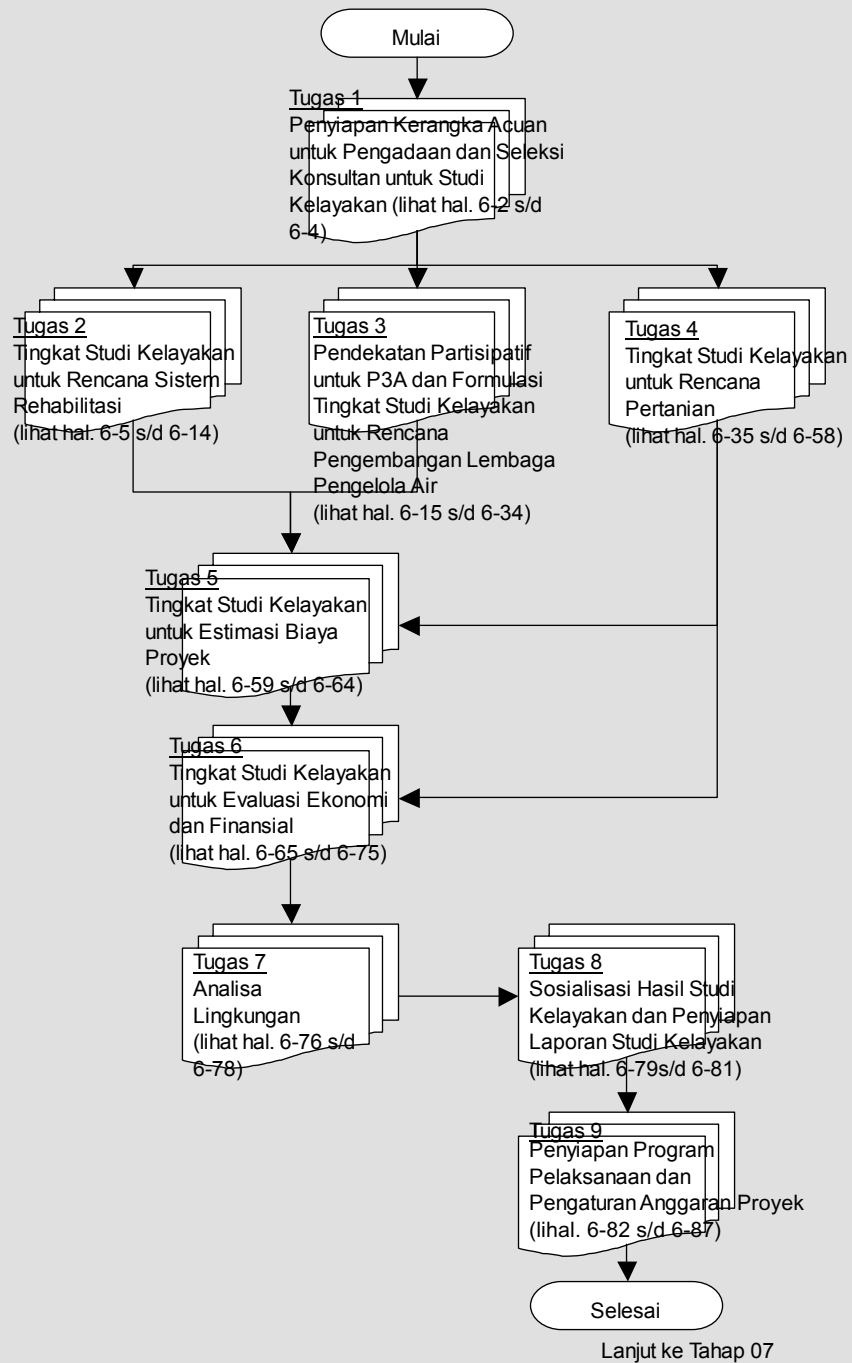 Mulai
Tugas 1
Penyiapan Kerangka Acuan
untuk Pengadaan dan Seleksi
Konsultan untuk Studi
Kelayakan (lihat hal. 6-2 s/d
6-4)
Tugas 2
Tingkat Studi Kelayakan
untuk Rencana Sistem
Rehabilitasi
(lihat hal. 6-5 s/d 6-14)
Tugas 3
Pendekatan Partisipatif
untuk P3A dan Formulasi
Tingkat Studi Kelayakan
untuk Rencana
Pengembangan Lembaga
Pengelola Air
(lihat hal. 6-15 s/d 6-34)
Tugas 4
Tingkat Studi Kelayakan
untuk Rencana
Pertanian
(lihat hal. 6-35 s/d 6-58)
Tugas 5
Tingkat Studi Kelayakan
untuk Estimasi Biaya
Proyek
(lihat hal. 6-59 s/d 6-64)
Tugas 6
Tingkat Studi Kelayakan
untuk Evaluasi Ekonomi
dan Finansial
(lihat hal. 6-65 s/d 6-75)
Tugas 7
Analisa
Lingkungan
(lihat hal. 6-76 s/d
6-78)
Tugas 8
Sosialisasi Hasil Studi
Kelayakan dan Penyiapan
Laporan Studi Kelayakan
(lihat hal. 6-79s/d 6-81)
Tugas 9
Penyiapan Program
Pelaksanaan dan
Pengaturan Anggaran Proyek
(lihal. 6-82 s/d 6-87)
Selesai
Lanjut ke Tahap 07